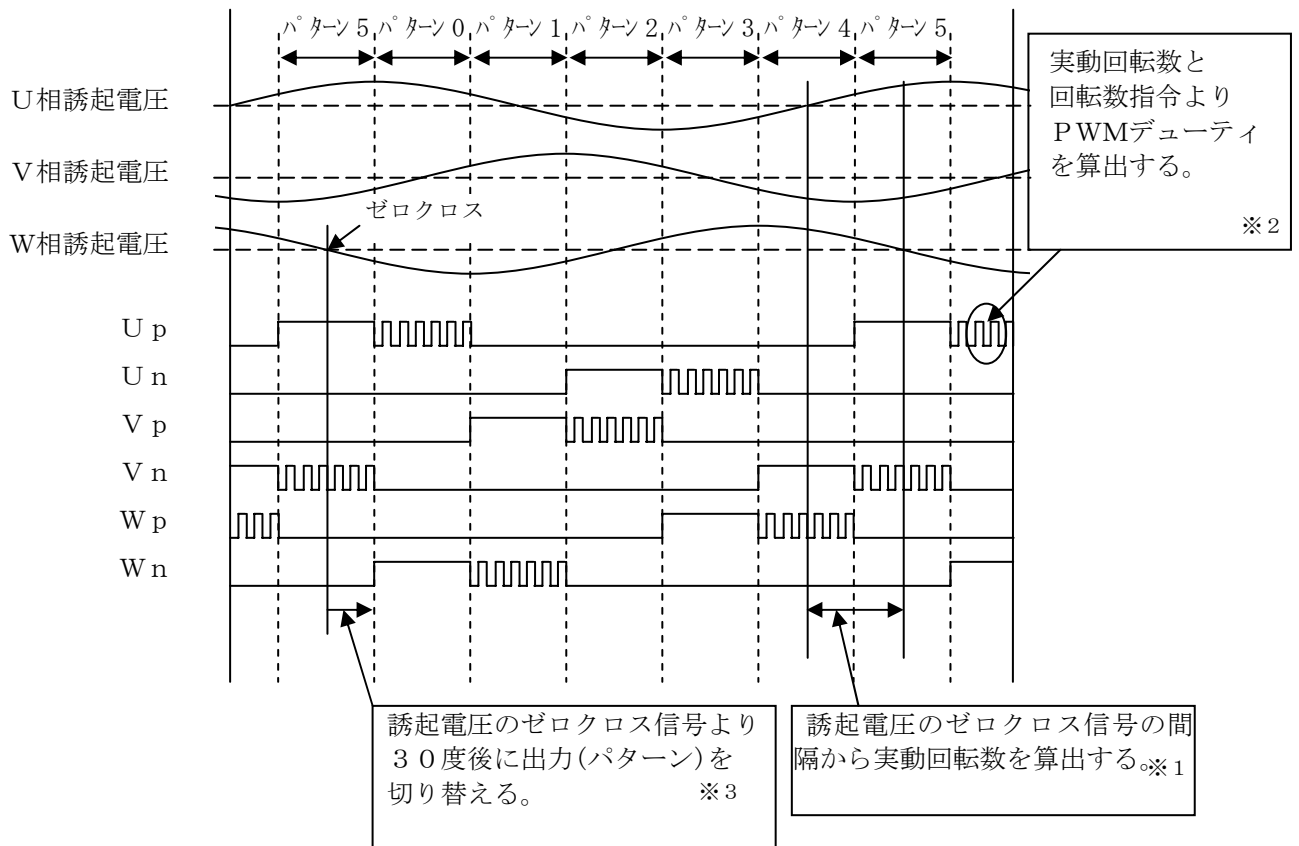 パターン5 パターン0 パターン1 パターン2 パターン3 パターン4 パターン5
実動回転数と
回転数指令より
PWMデューティ
を算出する。
※2
U相誘起電圧
V相誘起電圧
ゼロクロス
W相誘起電圧
Up
Un
Vp
Vn
Wp
Wn
誘起電圧のゼロクロス信号より
30度後に出力(パターン)を
切り替える。 ※3
誘起電圧のゼロクロス信号の間
隔から実動回転数を算出する。※1